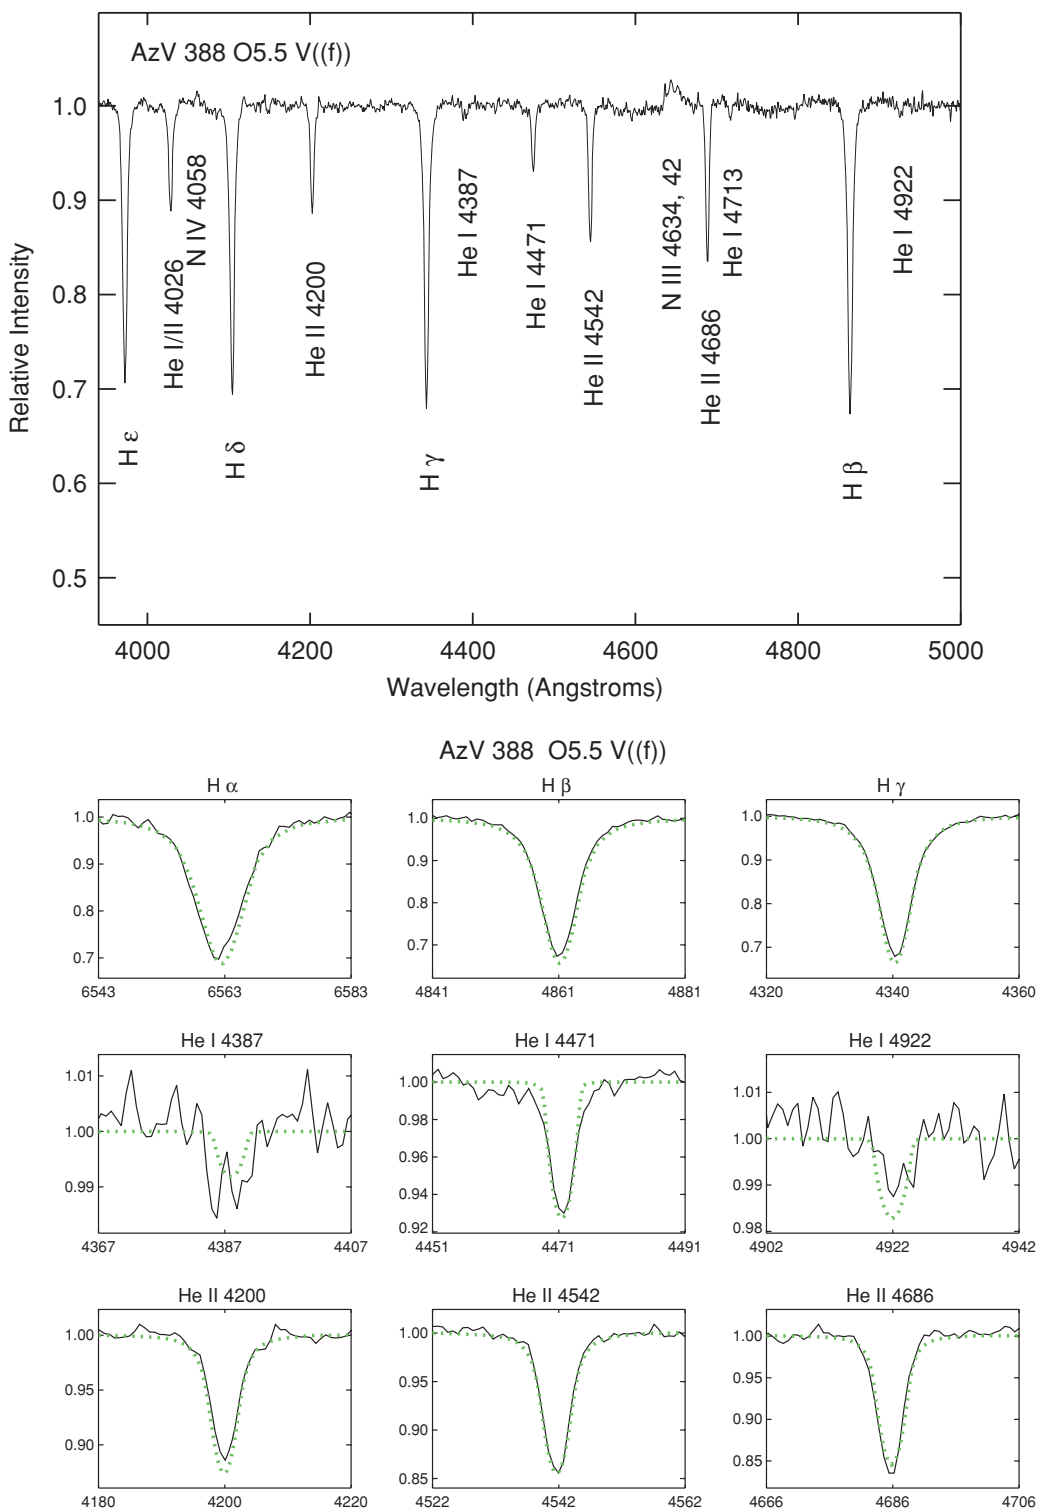 AzV 388 O5.5 V((f))
1.0
0.9
0.8
0.7
0.6
0.5
Relative Intensity
H ε
He I/II 4026
N IV 4058
H δ
He II 4200
H γ
He I 4387
He I 4471
He II 4542
N III 4634, 42
He II 4686
He I 4713
H β
He I 4922
4000 4200 4400 4600 4800 5000
Wavelength (Angstroms)
AzV 388 O5.5 V((f))
H α
1.0
0.9
0.8
0.7
6543 6563 6583
H β
1.0
0.9
0.8
0.7
4841 4861 4881
H γ
1.0
0.9
0.8
0.7
4320 4340 4360
He I 4387
1.01
1.00
0.99
4367 4387 4407
He I 4471
1.00
0.98
0.96
0.94
0.92
4451 4471 4491
He I 4922
1.01
1.00
0.99
0.98
4902 4922 4942
He II 4200
1.00
0.95
0.90
4180 4200 4220
He II 4542
1.00
0.95
0.90
0.85
4522 4542 4562
He II 4686
1.00
0.95
0.90
0.85
4666 4686 4706